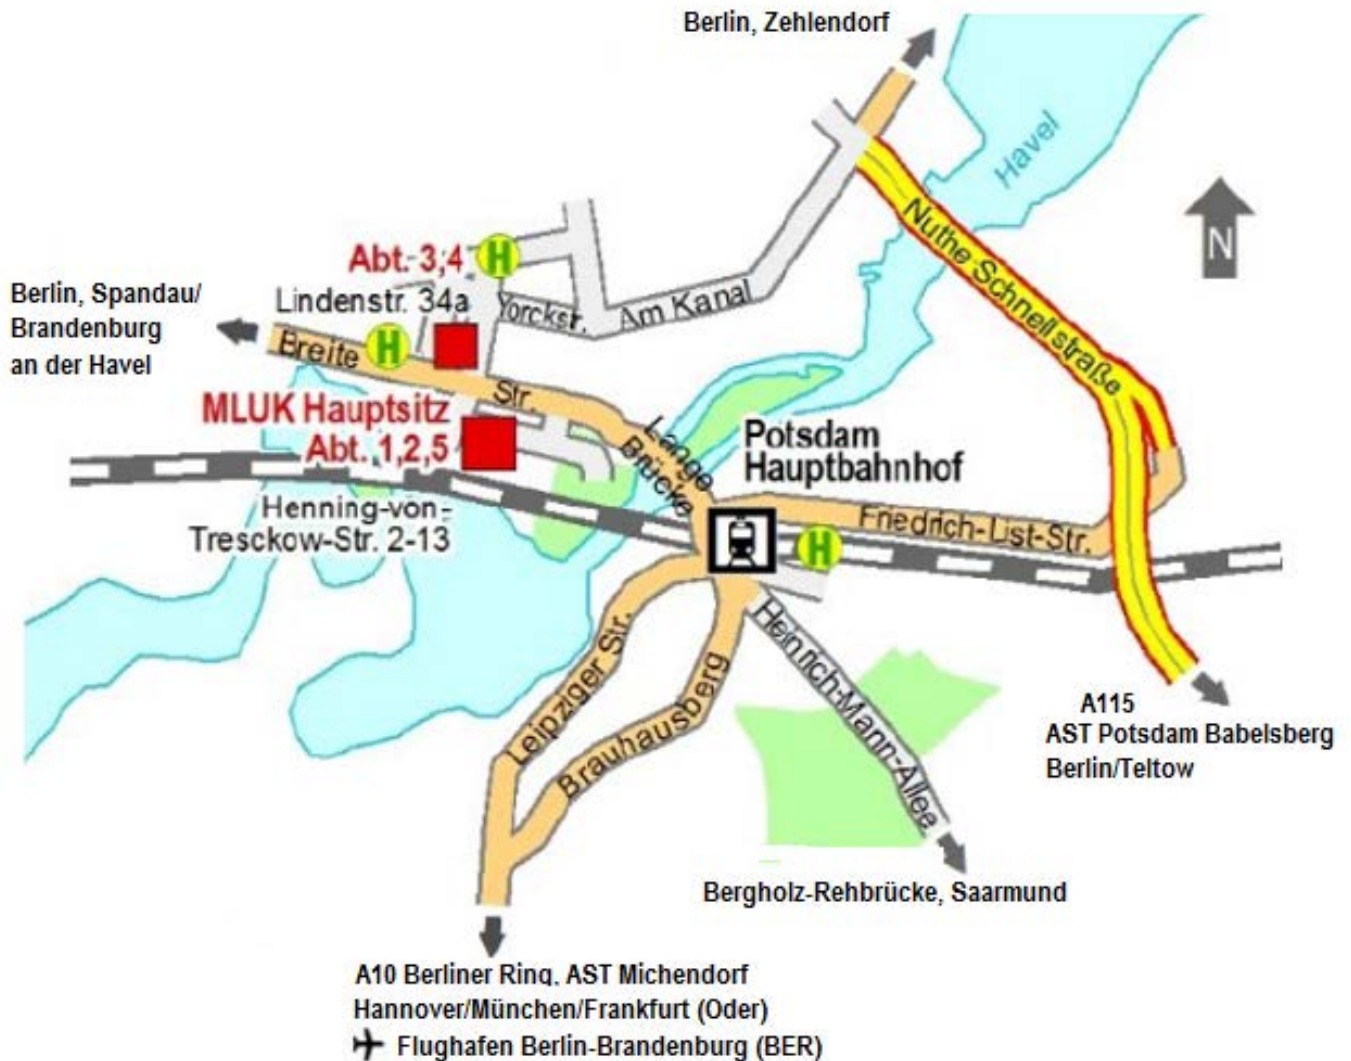 Berlin, Zehlendorf
Havel
Nuthe Schnellstraße
N
Abt. 3,4
H
Lindenstr. 34a
Yorckstr.
Am Kanal
Berlin, Spandau/
Brandenburg
an der Havel
Breite
H
Str.
MLUK Hauptsitz
Abt. 1,2,5
Lange
Brücke
Potsdam
Hauptbahnhof
Henning-von-
Tresckow-Str. 2-13
Friedrich-List-Str.
H
Leipziger Str.
Brauhausberg
Heinrich-Mann-Allee
A115
AST Potsdam Babelsberg
Berlin/Teltow
Bergholz-Rehbrücke, Saarmund
A10 Berliner Ring, AST Michendorf
Hannover/München/Frankfurt (Oder)
Flughafen Berlin-Brandenburg (BER)